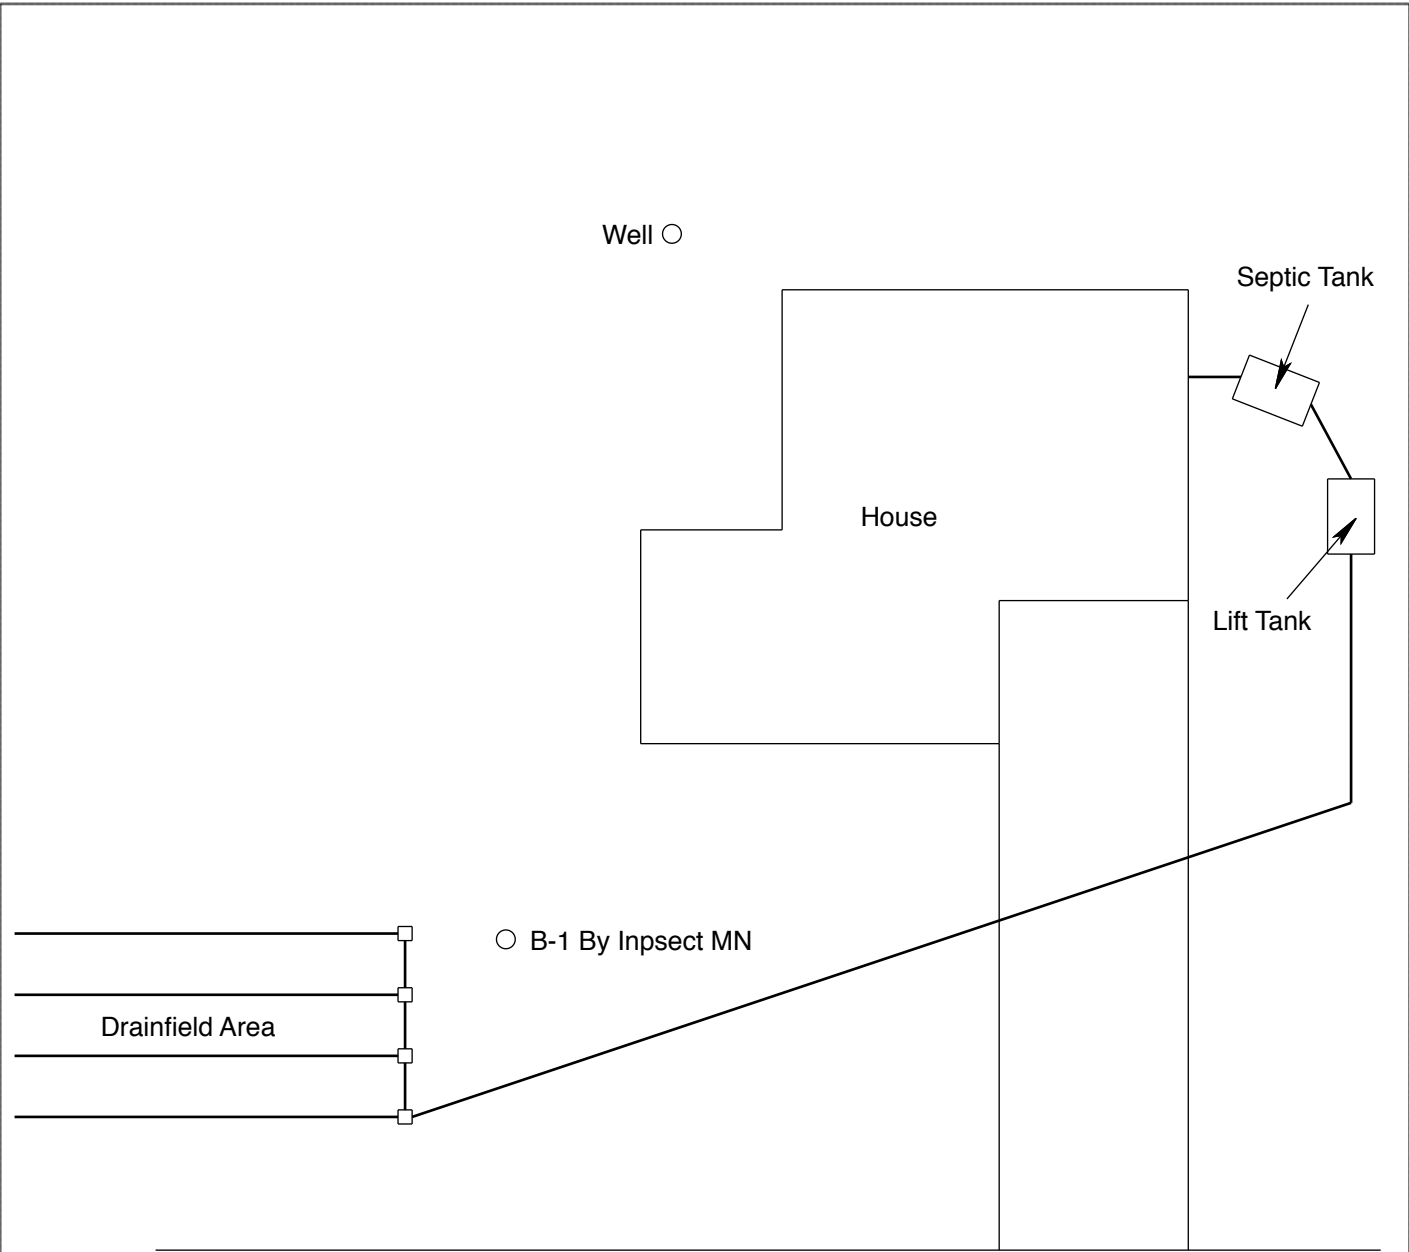 Well
Septic Tank
House
Lift Tank
B-1 By Inpsect MN
Drainfield Area